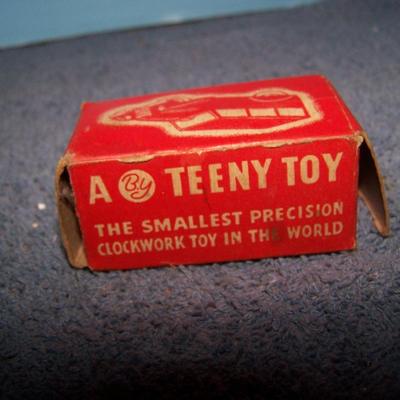 A By TEENY TOY
THE SMALLEST PRECISION
CLOCKWORK TOY IN THE WORLD